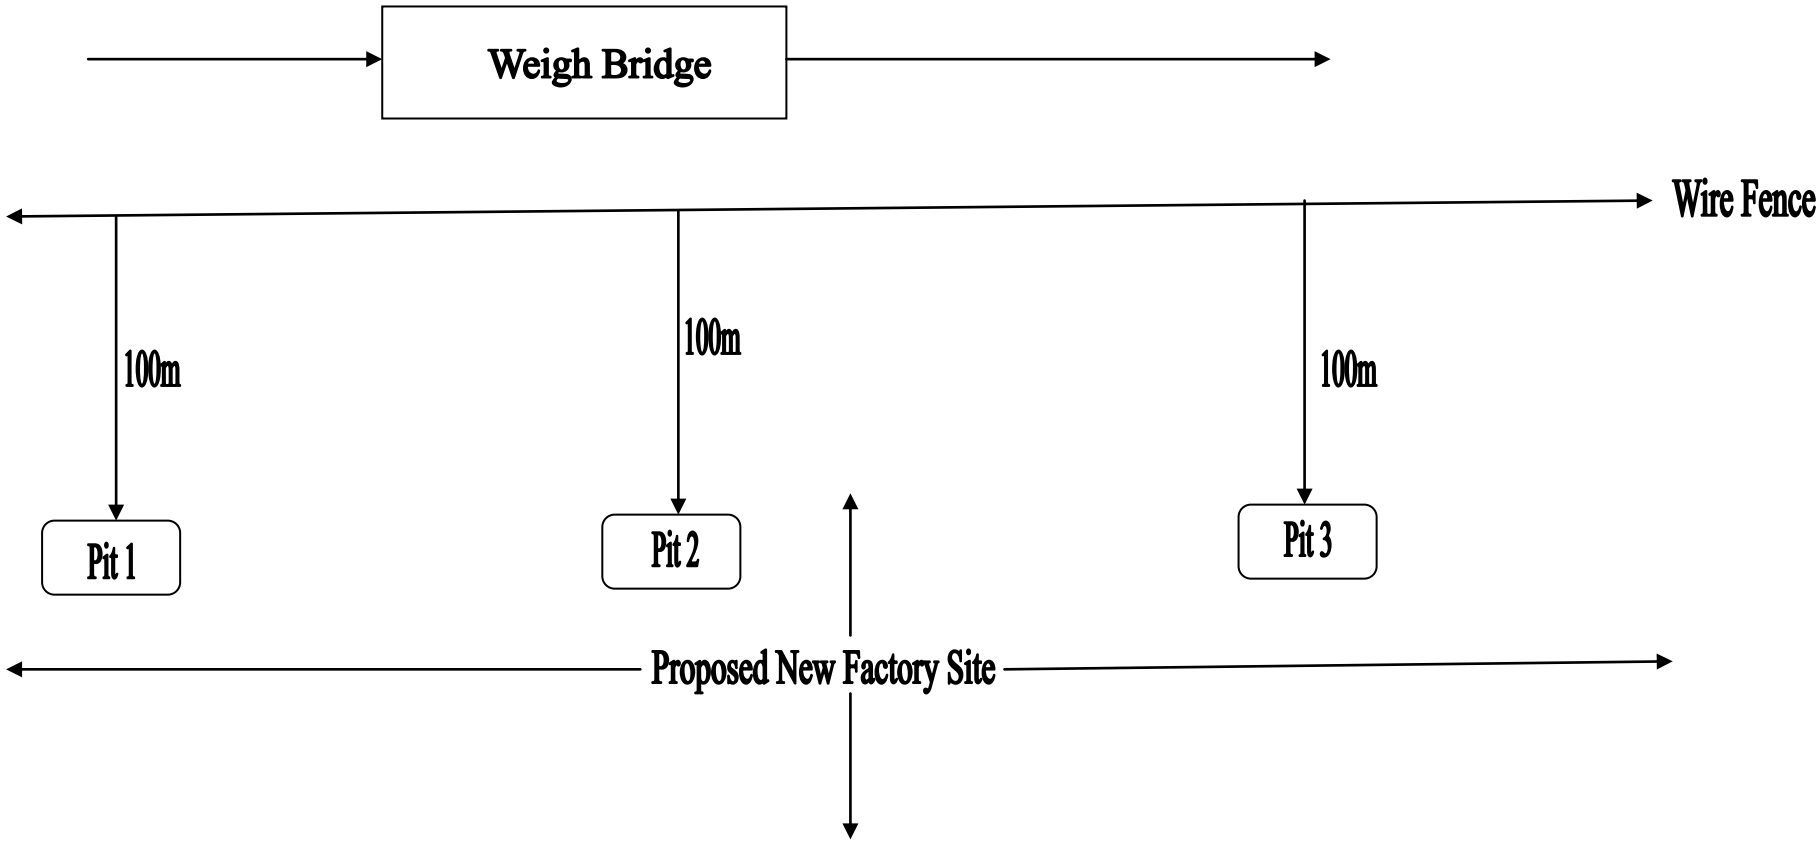 Weigh Bridge
Wire Fence
100m
100m
100m
Pit 1
Pit 2
Pit 3
Proposed New Factory Site